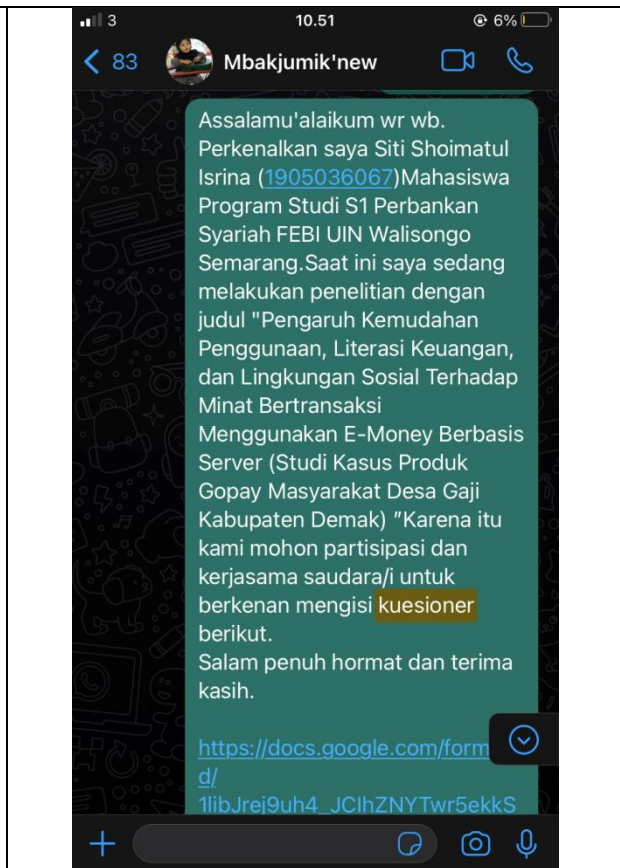 3 10.51 6%
83 Mbakjumik'new
Assalamu'alaikum wr wb.
Perkenalkan saya Siti Shoimatul
Isrina (1905036067)Mahasiswa
Program Studi S1 Perbankan
Syariah FEBI UIN Walisongo
Semarang.Saat ini saya sedang
melakukan penelitian dengan
judul "Pengaruh Kemudahan
Penggunaan, Literasi Keuangan,
dan Lingkungan Sosial Terhadap
Minat Bertransaksi
Menggunakan E-Money Berbasis
Server (Studi Kasus Produk
Gopay Masyarakat Desa Gaji
Kabupaten Demak) "Karena itu
kami mohon partisipasi dan
kerjasama saudara/i untuk
berkenan mengisi kuesioner
berikut.
Salam penuh hormat dan terima
kasih.
https://docs.google.com/form
d/